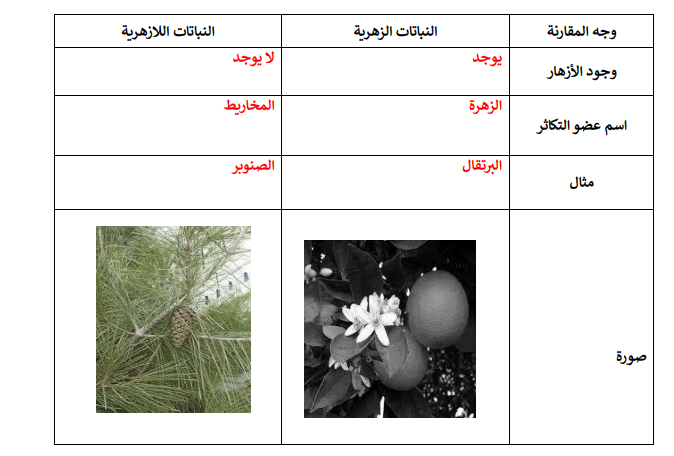 وجه المقارنة	النباتات الزهرية	النباتات اللازهرية
وجود الأزهار	يوجد	لا يوجد
اسم عضو التكاثر	الزهرة	المخاريط
مثال	البرتقال	الصنوبر
صورة